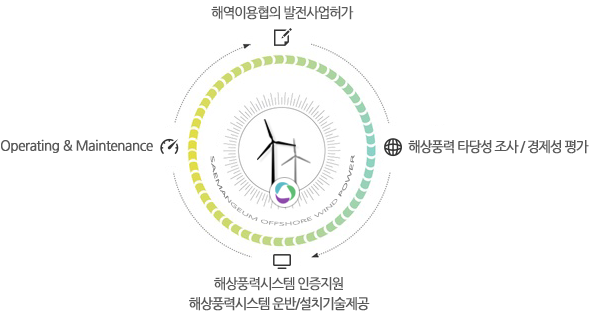 해역이용협의 발전사업허가
Operating & Maintenance
해상풍력 타당성 조사 / 경제성 평가
SAEMANGEUM OFFSHORE WIND POWER
해상풍력시스템 인증지원
해상풍력시스템 운반/설치기술제공